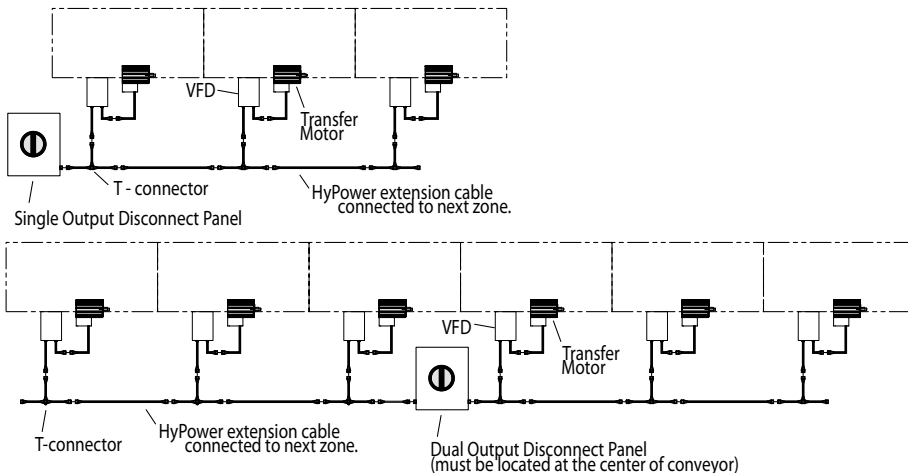 VFD
Transfer
Motor
T - connector
HyPower extension cable
connected to next zone.
Single Output Disconnect Panel
VFD
Transfer
Motor
T-connector
HyPower extension cable
connected to next zone.
Dual Output Disconnect Panel
(must be located at the center of conveyor)